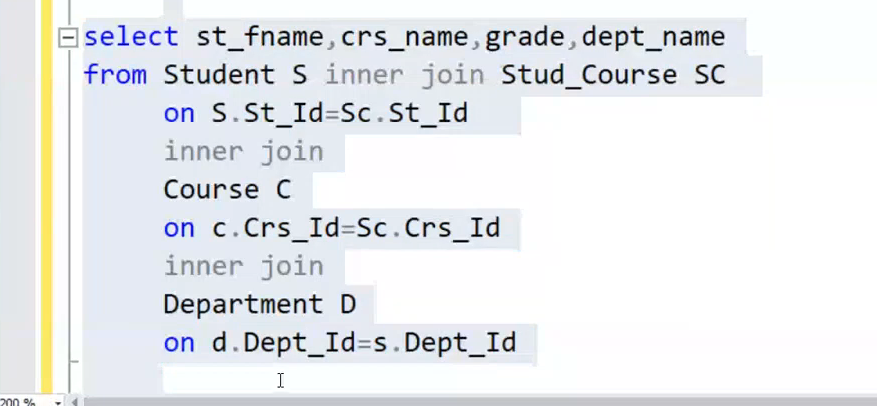 select st_fname,crs_name,grade,dept_name
from Student S inner join Stud_Course SC
on S.St_Id=Sc.St_Id
inner join
Course C
on c.Crs_Id=Sc.Crs_Id
inner join
Department D
on d.Dept_Id=s.Dept_Id
200 %